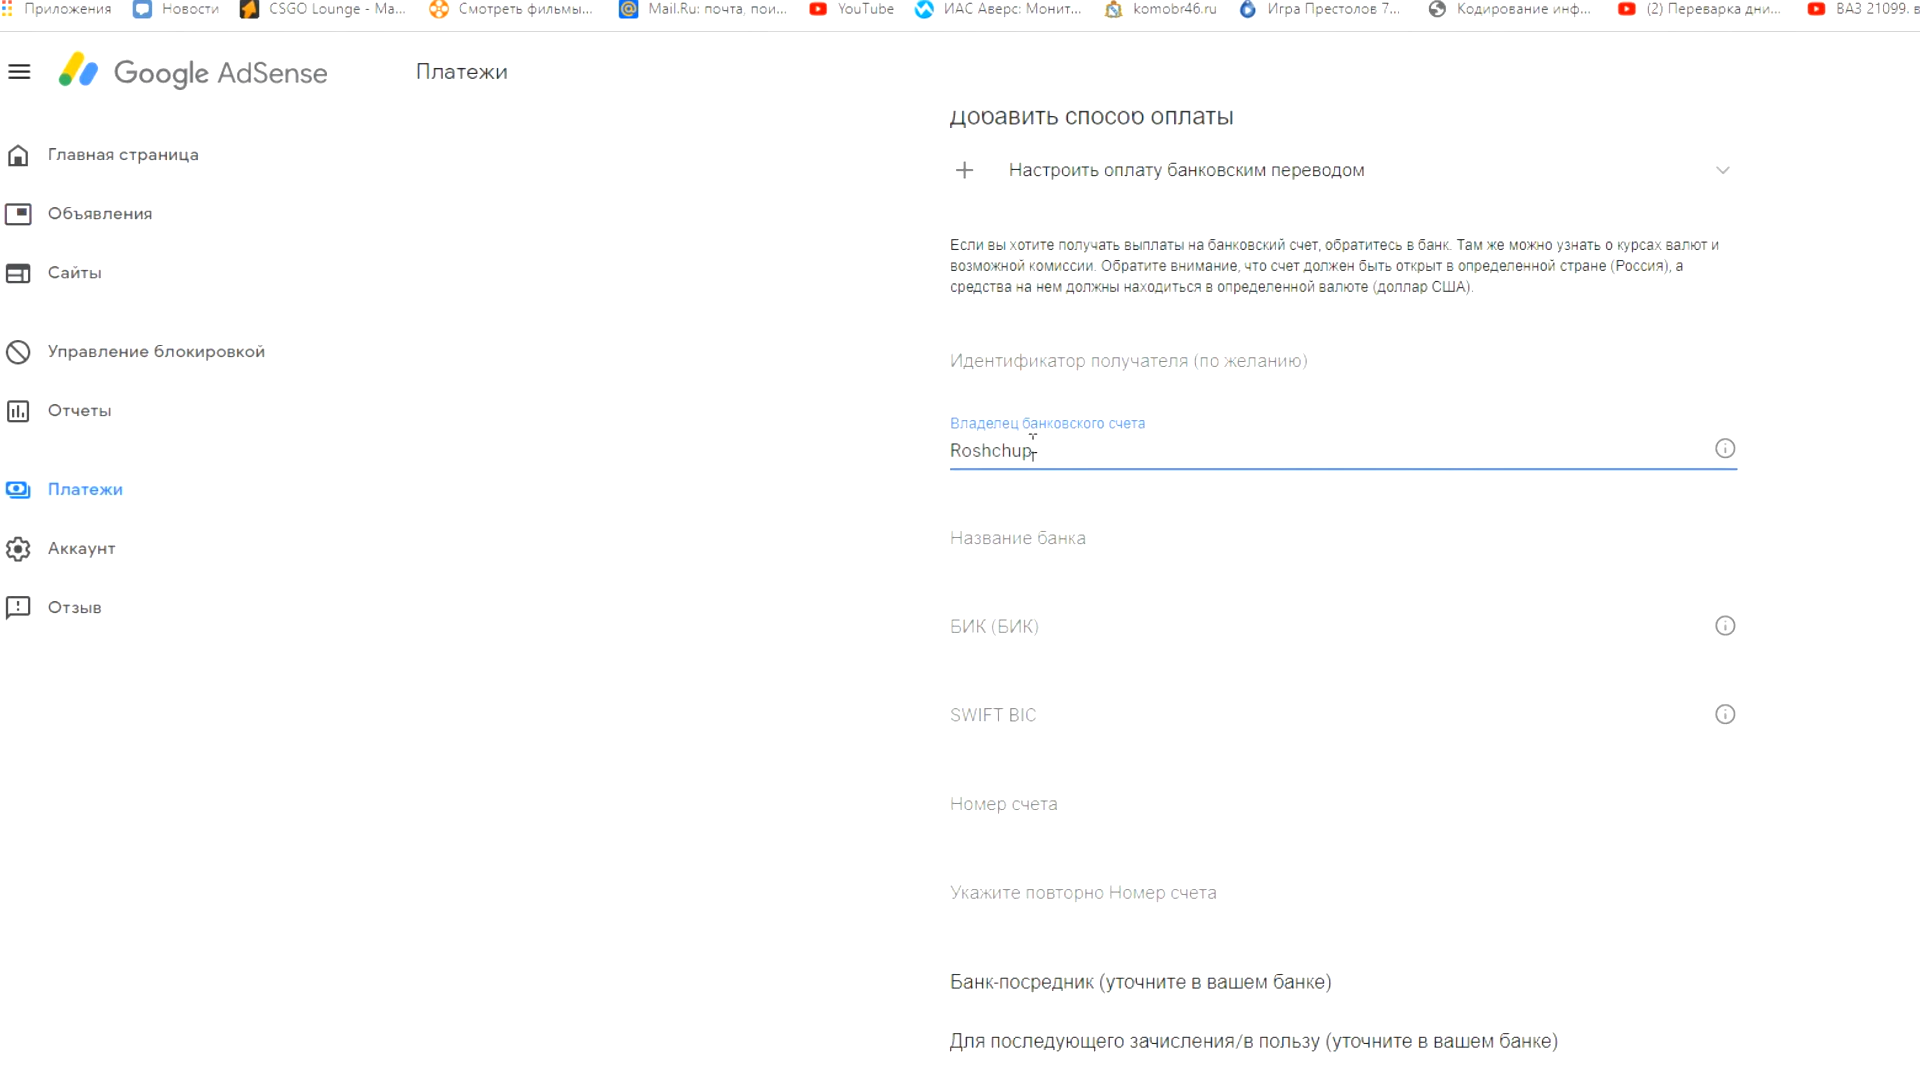 Приложения
Новости
CSGO Lounge - Ma...
Смотреть фильмы...
Mail.Ru: почта, пои...
YouTube
ИАС Аверс: Монит...
komobr46.ru
Игра Престолов 7...
Кодирование инф...
(2) Переварка дни...
ВАЗ 21099. в
Google AdSense
Платежи
Главная страница
Объявления
Сайты
Управление блокировкой
Отчеты
Платежи
Аккаунт
Отзыв
Добавить способ оплаты
Настроить оплату банковским переводом
Если вы хотите получать выплаты на банковский счет, обратитесь в банк. Там же можно узнать о курсах валют и
возможной комиссии. Обратите внимание, что счет должен быть открыт в определенной стране (Россия), а
средства на нем должны находиться в определенной валюте (доллар США).
Идентификатор получателя (по желанию)
Владелец банковского счета
Roshchup
Название банка
БИК (БИК)
SWIFT BIC
Номер счета
Укажите повторно Номер счета
Банк-посредник (уточните в вашем банке)
Для последующего зачисления/в пользу (уточните в вашем банке)